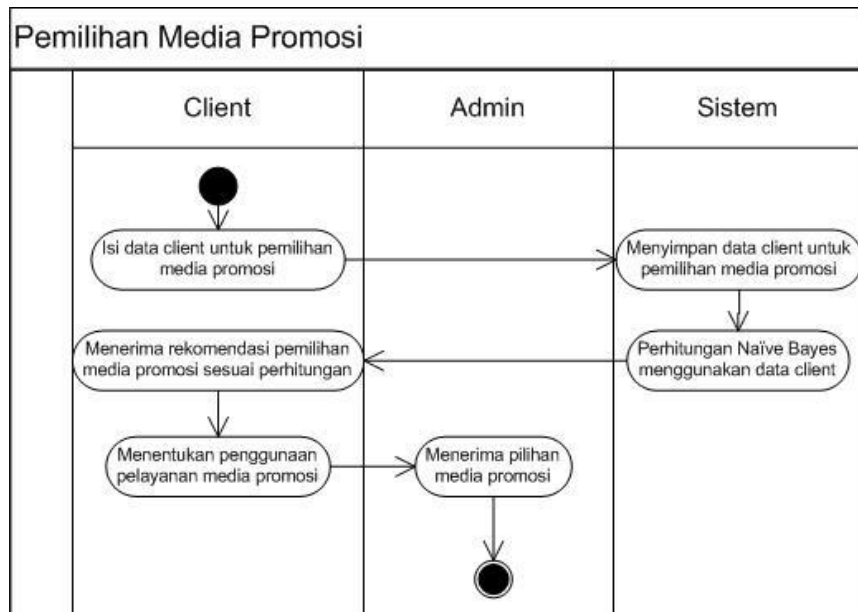 Pemilihan Media Promosi
Client
Admin
Sistem
Isi data client untuk pemilihan
media promosi
Menyimpan data client untuk
pemilihan media promosi
Menerima rekomendasi pemilihan
media promosi sesuai perhitungan
Perhitungan Naïve Bayes
menggunakan data client
Menentukan penggunaan
pelayanan media promosi
Menerima pilihan
media promosi